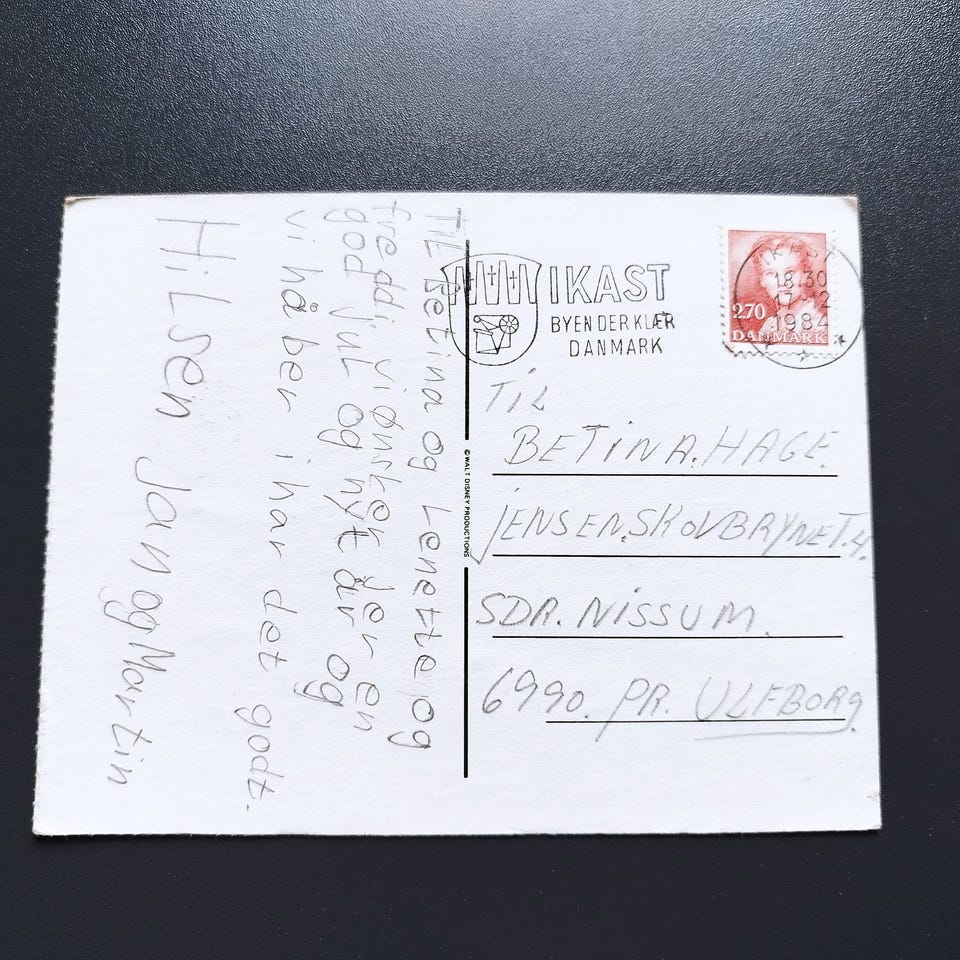 TiL Betina og Lenette og
freddi, vi ønsker jer en
god jul og nyt år og
vi håber i har det godt.
HiLsen Jan og Martin
© WALT DISNEY PRODUCTIONS
IKAST
BYEN DER KLÆR
DANMARK
IKAST
18.30
17-12
1984
2.70
DANMARK
TiL
BETiNA.HAGE.
jENSEN.SKOVBRYNET.4.
SDR. NiSSUM.
6990. PR. ULFBORg.